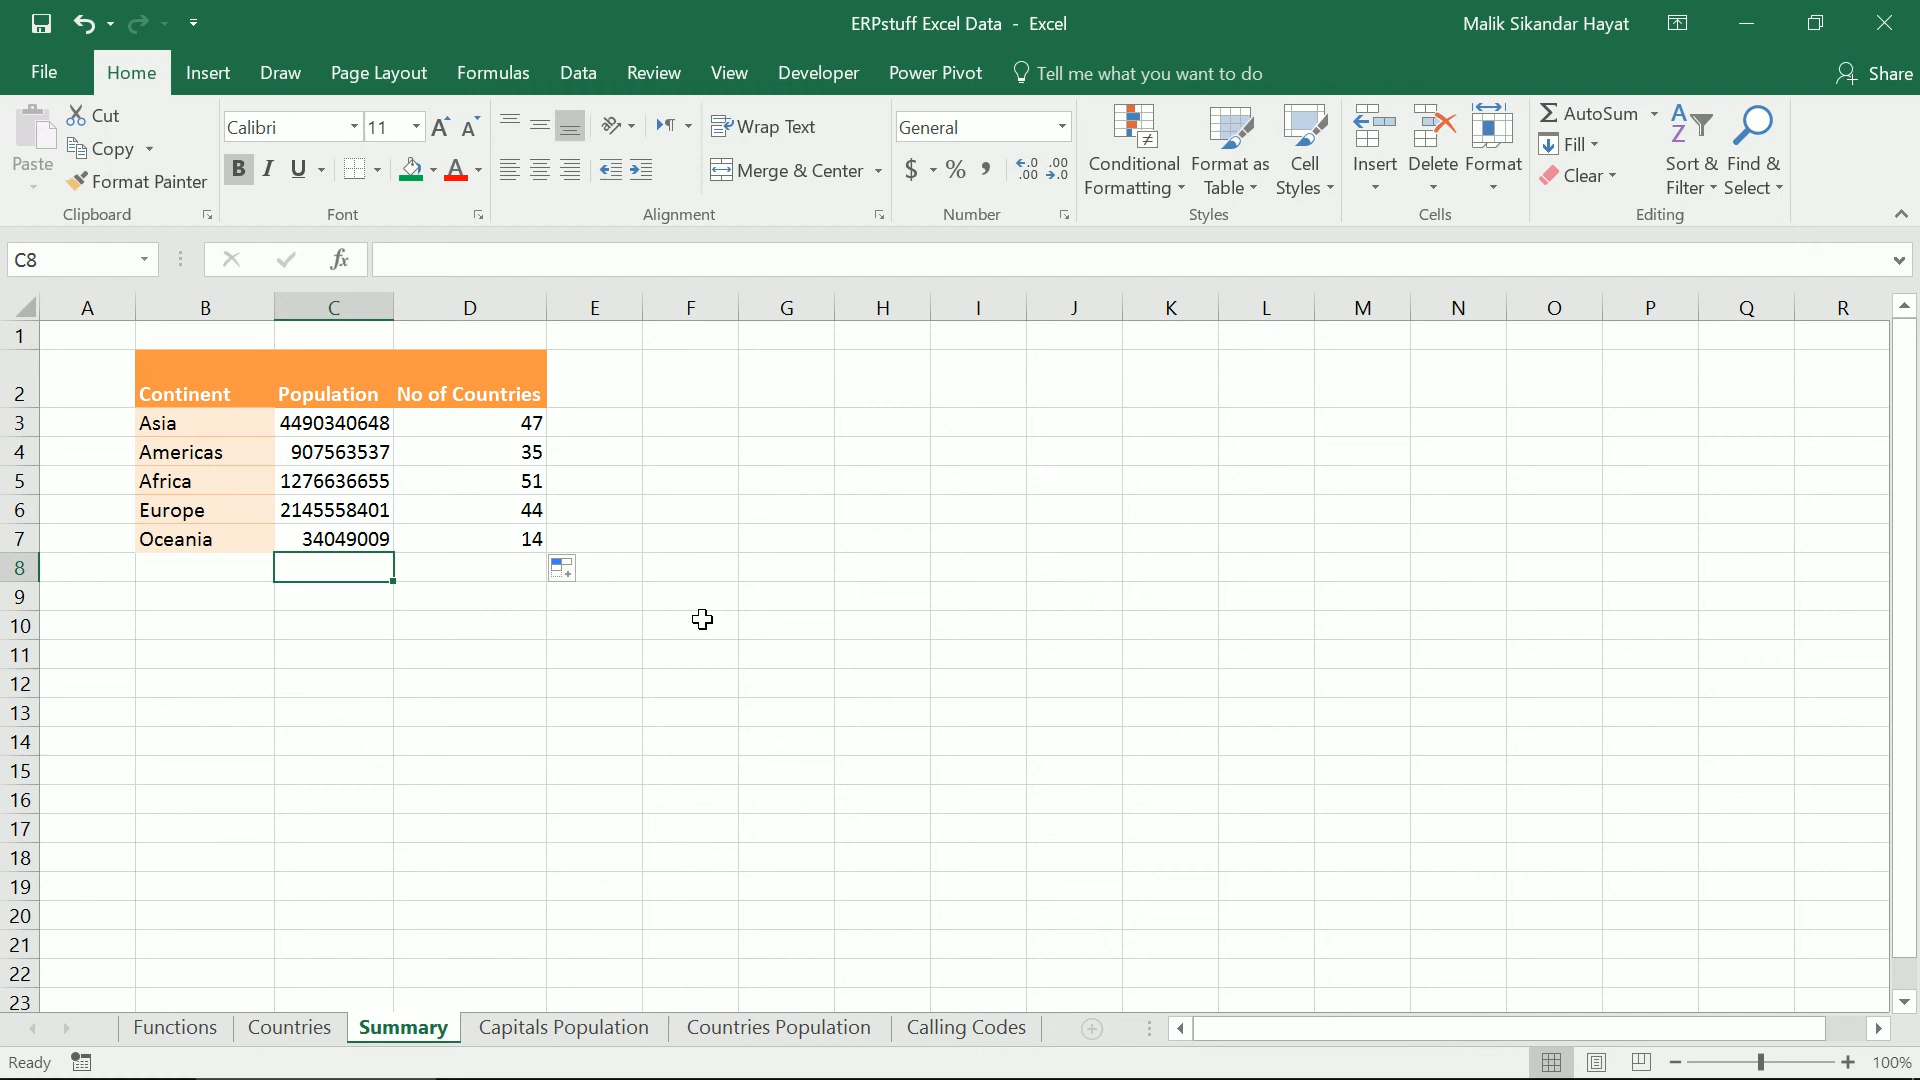 ERPstuff Excel Data - Excel
Malik Sikandar Hayat
File Home Insert Draw Page Layout Formulas Data Review View Developer Power Pivot Tell me what you want to do Share
Paste
Cut
Copy
Format Painter
Clipboard
Calibri 11
B I U
Font
Wrap Text
Merge & Center
Alignment
General
$ % ,
Number
Conditional Formatting
Format as Table
Cell Styles
Styles
Insert Delete Format
Cells
AutoSum
Fill
Clear
Sort & Filter
Find & Select
Editing
C8 fx
A B C D E F G H I J K L M N O P Q R
1
2 Continent Population No of Countries
3 Asia 4490340648 47
4 Americas 907563537 35
5 Africa 1276636655 51
6 Europe 2145558401 44
7 Oceania 34049009 14
8
9
10
11
12
13
14
15
16
17
18
19
20
21
22
23
Functions Countries Summary Capitals Population Countries Population Calling Codes
Ready 100%